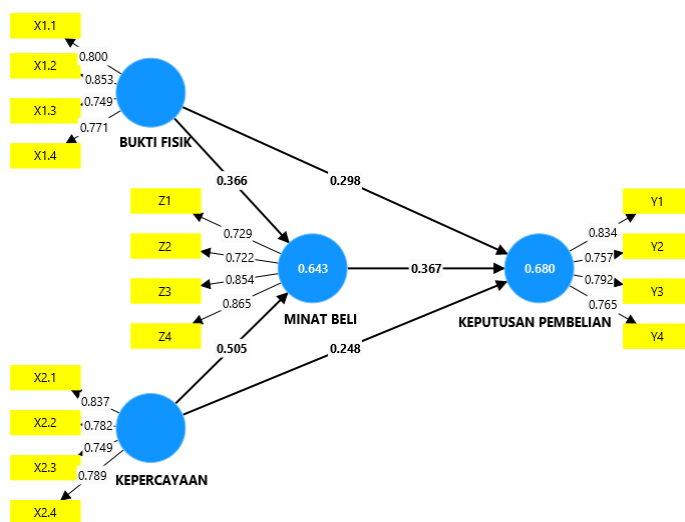 X1.1
0.800
X1.2
0.853
X1.3
0.749
X1.4
0.771
BUKTI FISIK
0.366
0.298
Z1
0.729
Z2
0.722
Z3
0.854
Z4
0.865
0.643
MINAT BELI
0.367
0.680
KEPUTUSAN PEMBELIAN
Y1
0.834
Y2
0.757
Y3
0.792
Y4
0.765
0.505
0.248
X2.1
0.837
X2.2
0.782
X2.3
0.749
X2.4
0.789
KEPERCAYAAN